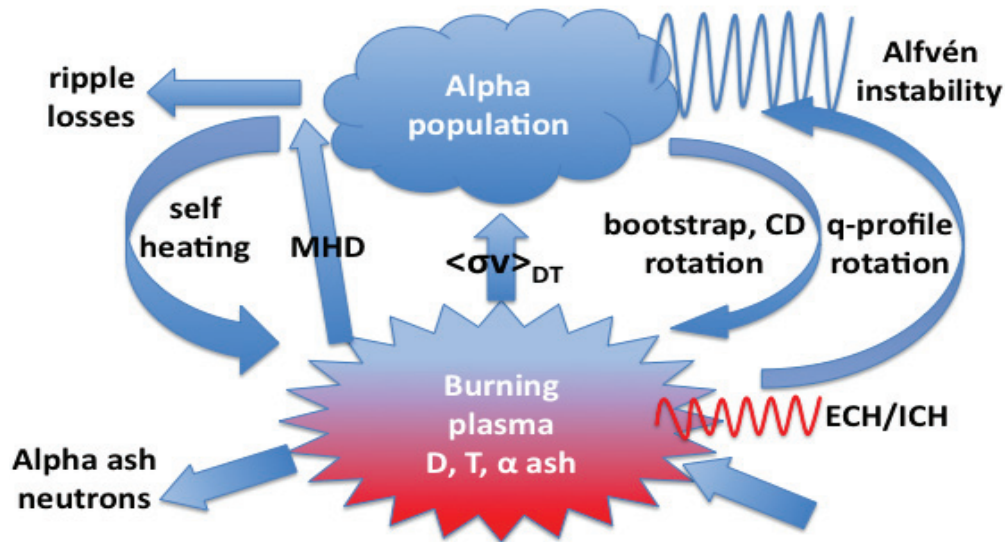 Alfvén
instability
ripple
losses
Alpha
population
self
heating
MHD
<σv>DT
bootstrap, CD
rotation
q-profile
rotation
Burning
plasma
D, T, α ash
ECH/ICH
Alpha ash
neutrons